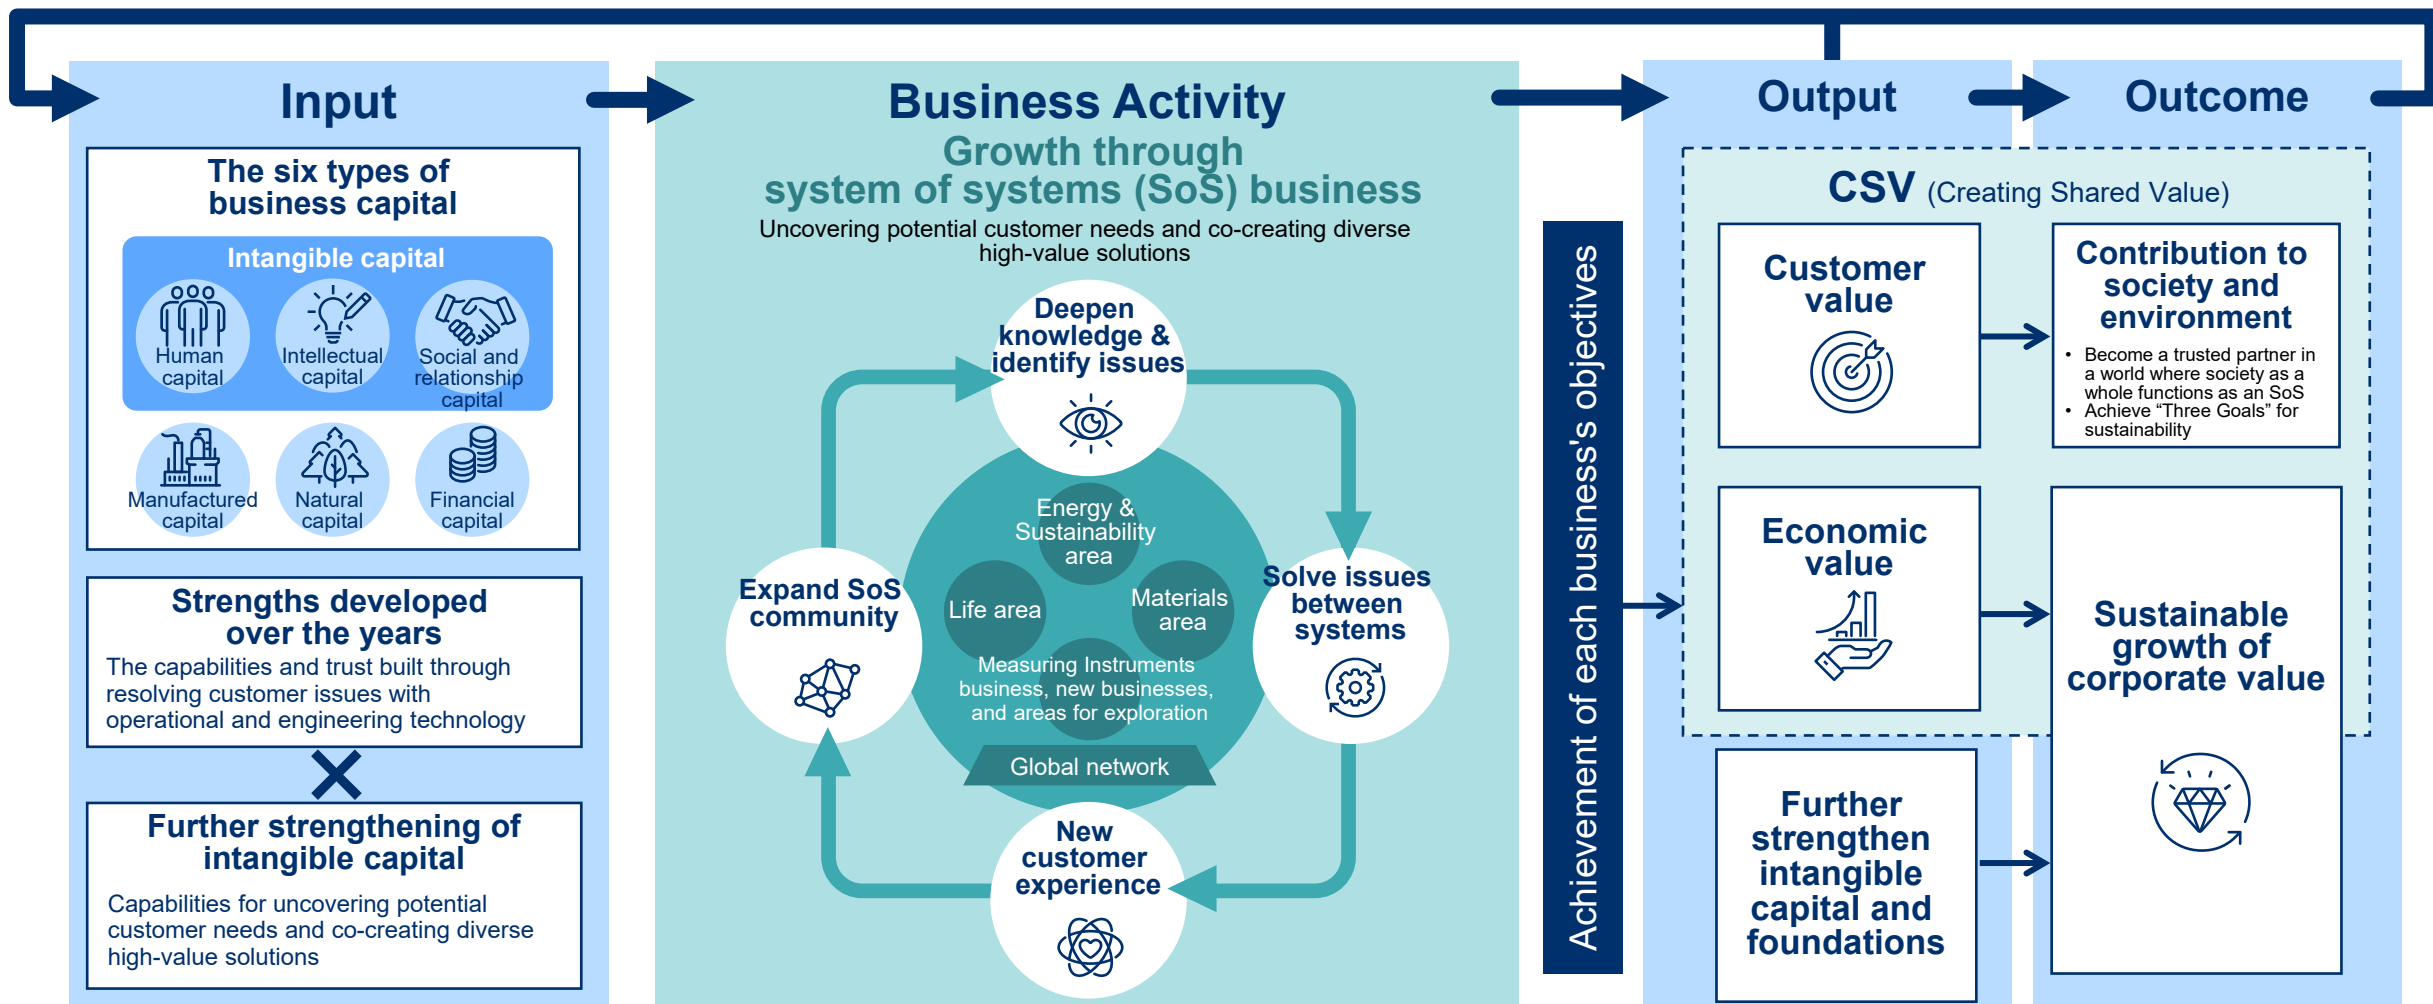 Input
The six types of
business capital
Intangible capital
Human
capital
Intellectual
capital
Social and
relationship
capital
Manufactured
capital
Natural
capital
Financial
capital
Strengths developed
over the years
The capabilities and trust built through
resolving customer issues with
operational and engineering technology
Further strengthening of
intangible capital
Capabilities for uncovering potential
customer needs and co-creating diverse
high-value solutions
Business Activity
Growth through
system of systems (SoS) business
Uncovering potential customer needs and co-creating diverse
high-value solutions
Deepen
knowledge &
identify issues
Solve issues
between
systems
New
customer
experience
Expand SoS
community
Energy &
Sustainability
area
Life area
Materials
area
Measuring Instruments
business, new businesses,
and areas for exploration
Global network
Achievement of each business's objectives
Output
Outcome
CSV (Creating Shared Value)
Customer
value
Contribution to
society and
environment
• Become a trusted partner in
a world where society as a
whole functions as an SoS
• Achieve “Three Goals” for
sustainability
Economic
value
Sustainable
growth of
corporate value
Further
strengthen
intangible
capital and
foundations